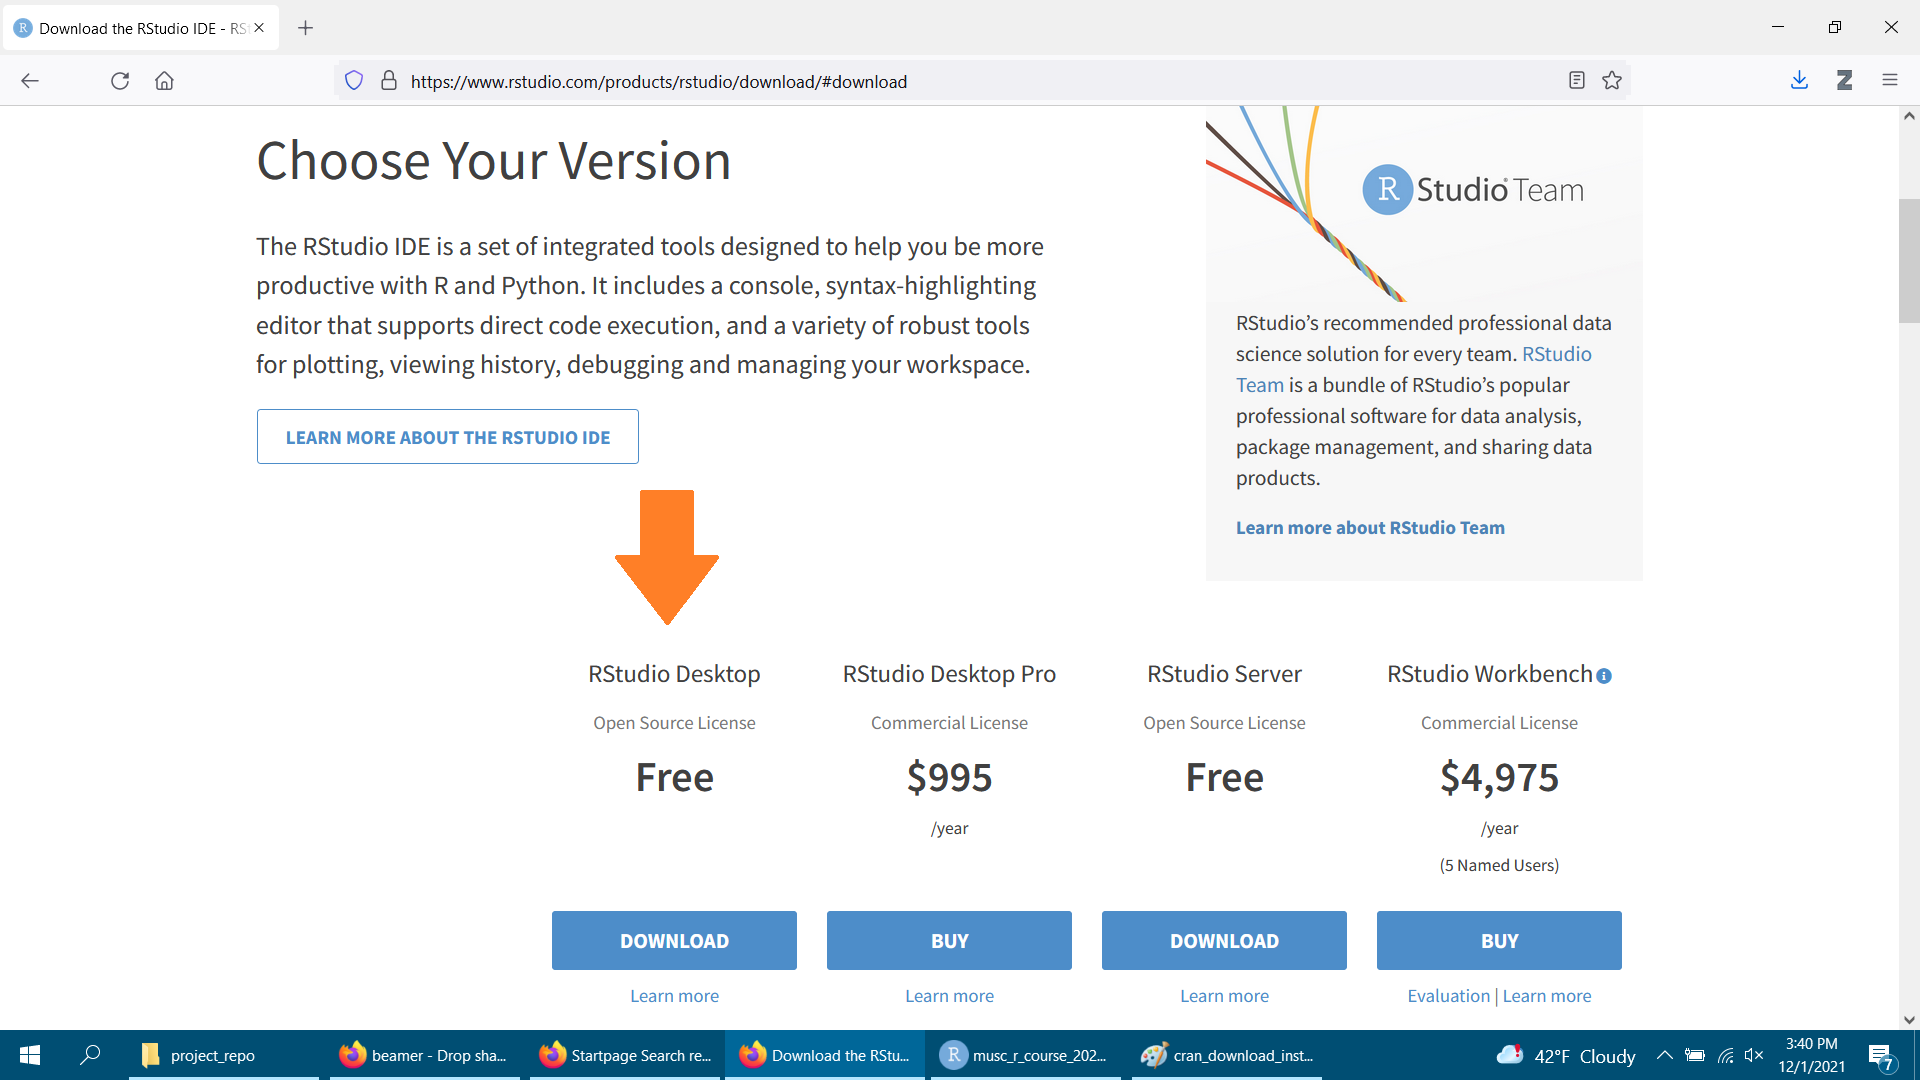 Download the RStudio IDE - RS
https://www.rstudio.com/products/rstudio/download/#download
Choose Your Version
The RStudio IDE is a set of integrated tools designed to help you be more
productive with R and Python. It includes a console, syntax-highlighting
editor that supports direct code execution, and a variety of robust tools
for plotting, viewing history, debugging and managing your workspace.
LEARN MORE ABOUT THE RSTUDIO IDE
R Studio Team
RStudio’s recommended professional data
science solution for every team. RStudio
Team is a bundle of RStudio’s popular
professional software for data analysis,
package management, and sharing data
products.
Learn more about RStudio Team
RStudio Desktop
Open Source License
Free
DOWNLOAD
Learn more
RStudio Desktop Pro
Commercial License
$995
/year
BUY
Learn more
RStudio Server
Open Source License
Free
DOWNLOAD
Learn more
RStudio Workbench
Commercial License
$4,975
/year
(5 Named Users)
BUY
Evaluation | Learn more
project_repo
beamer - Drop sha...
Startpage Search re...
Download the RStu...
musc_r_course_202...
cran_download_inst...
42°F Cloudy
3:40 PM
12/1/2021
7